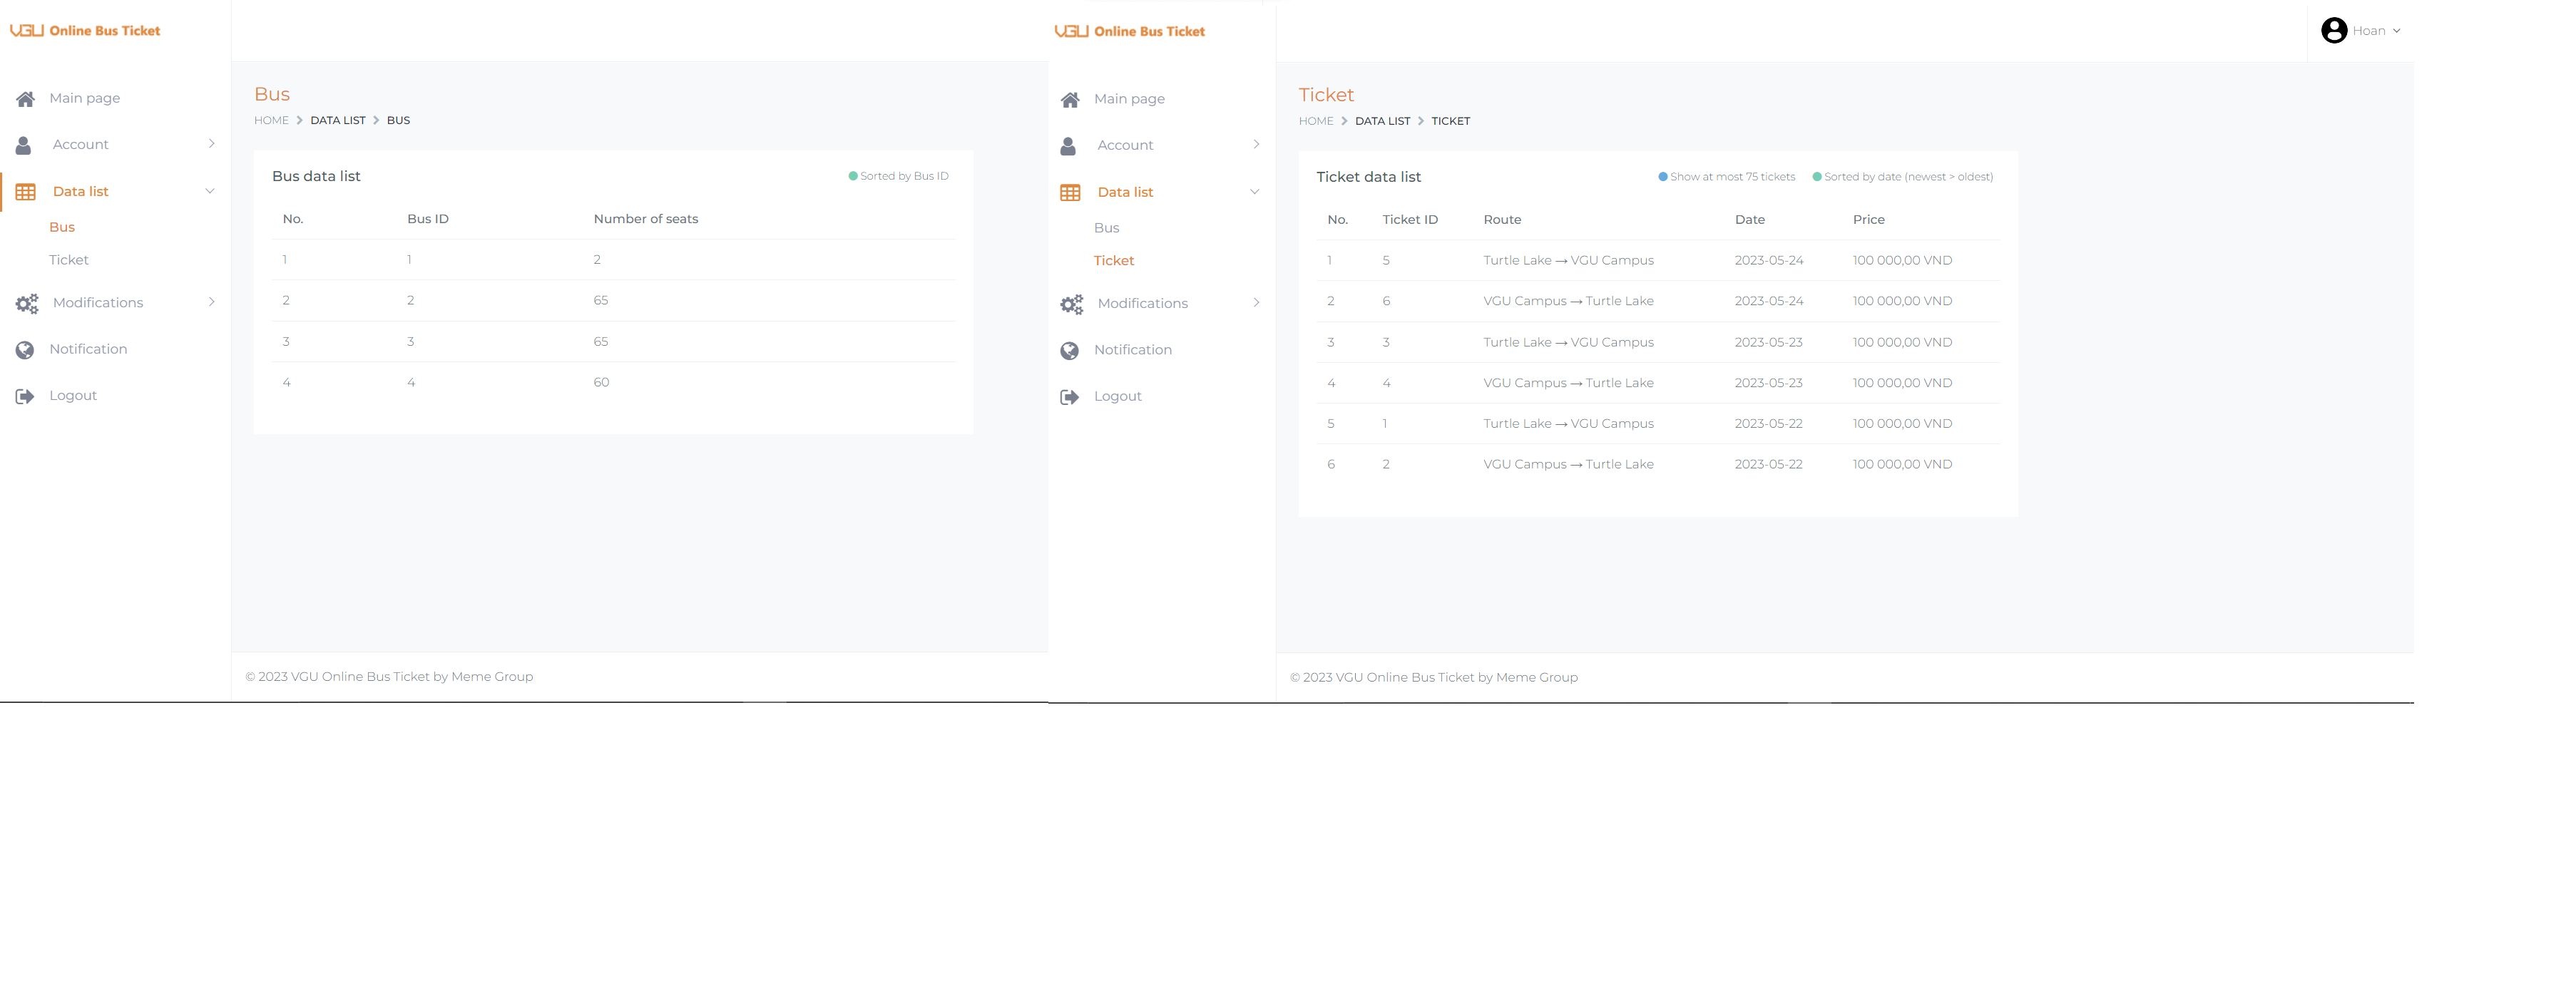 VGU Online Bus Ticket
Main page
Account
Data list
Bus
Ticket
Modifications
Notification
Logout
Bus
HOME > DATA LIST > BUS
Bus data list
Sorted by Bus ID
No. Bus ID Number of seats
1 1 2
2 2 65
3 3 65
4 4 60
© 2023 VGU Online Bus Ticket by Meme Group
VGU Online Bus Ticket
Hoan
Main page
Account
Data list
Bus
Ticket
Modifications
Notification
Logout
Ticket
HOME > DATA LIST > TICKET
Ticket data list
Show at most 75 tickets
Sorted by date (newest > oldest)
No. Ticket ID Route Date Price
1 5 Turtle Lake → VGU Campus 2023-05-24 100 000,00 VND
2 6 VGU Campus → Turtle Lake 2023-05-24 100 000,00 VND
3 3 Turtle Lake → VGU Campus 2023-05-23 100 000,00 VND
4 4 VGU Campus → Turtle Lake 2023-05-23 100 000,00 VND
5 1 Turtle Lake → VGU Campus 2023-05-22 100 000,00 VND
6 2 VGU Campus → Turtle Lake 2023-05-22 100 000,00 VND
© 2023 VGU Online Bus Ticket by Meme Group